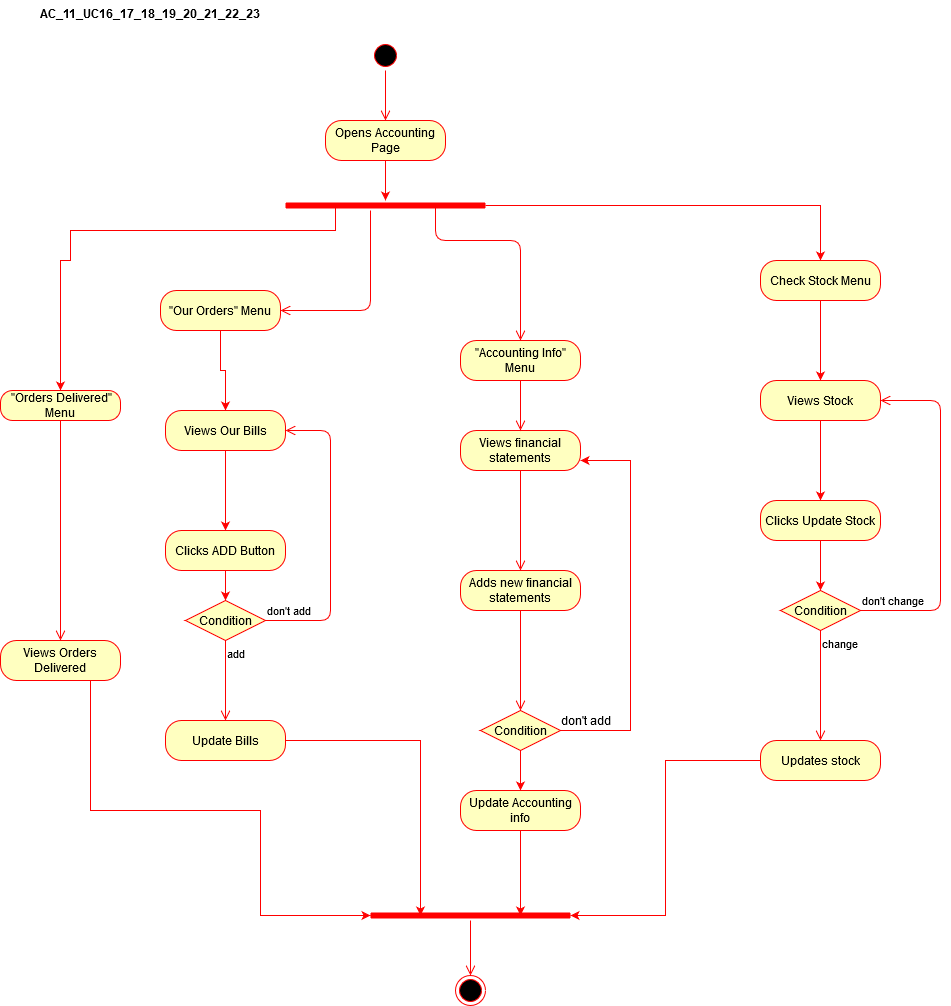 AC_11_UC16_17_18_19_20_21_22_23
Opens Accounting
Page
Check Stock Menu
"Our Orders" Menu
"Accounting Info"
Menu
"Orders Delivered"
Menu
Views Stock
Views Our Bills
Views financial
statements
Clicks Update Stock
Clicks ADD Button
Adds new financial
statements
don't change
Condition
don't add
Condition
change
Views Orders
Delivered
add
don't add
Condition
Update Bills
Updates stock
Update Accounting
info